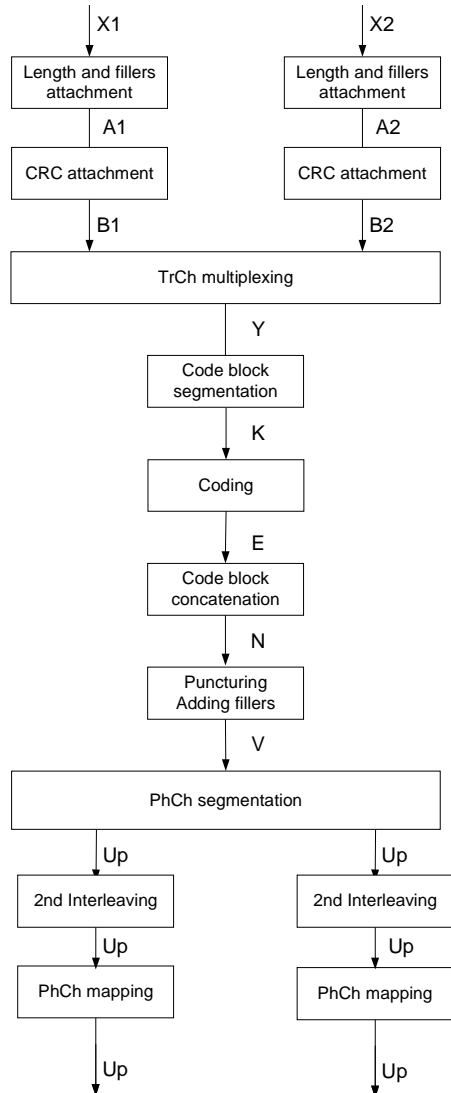 X1
X2
Length and fillers
attachment
Length and fillers
attachment
A1
A2
CRC attachment
CRC attachment
B1
B2
TrCh multiplexing
Y
Code block
segmentation
K
Coding
E
Code block
concatenation
N
Puncturing
Adding fillers
V
PhCh segmentation
Up
Up
2nd Interleaving
2nd Interleaving
Up
Up
PhCh mapping
PhCh mapping
Up
Up